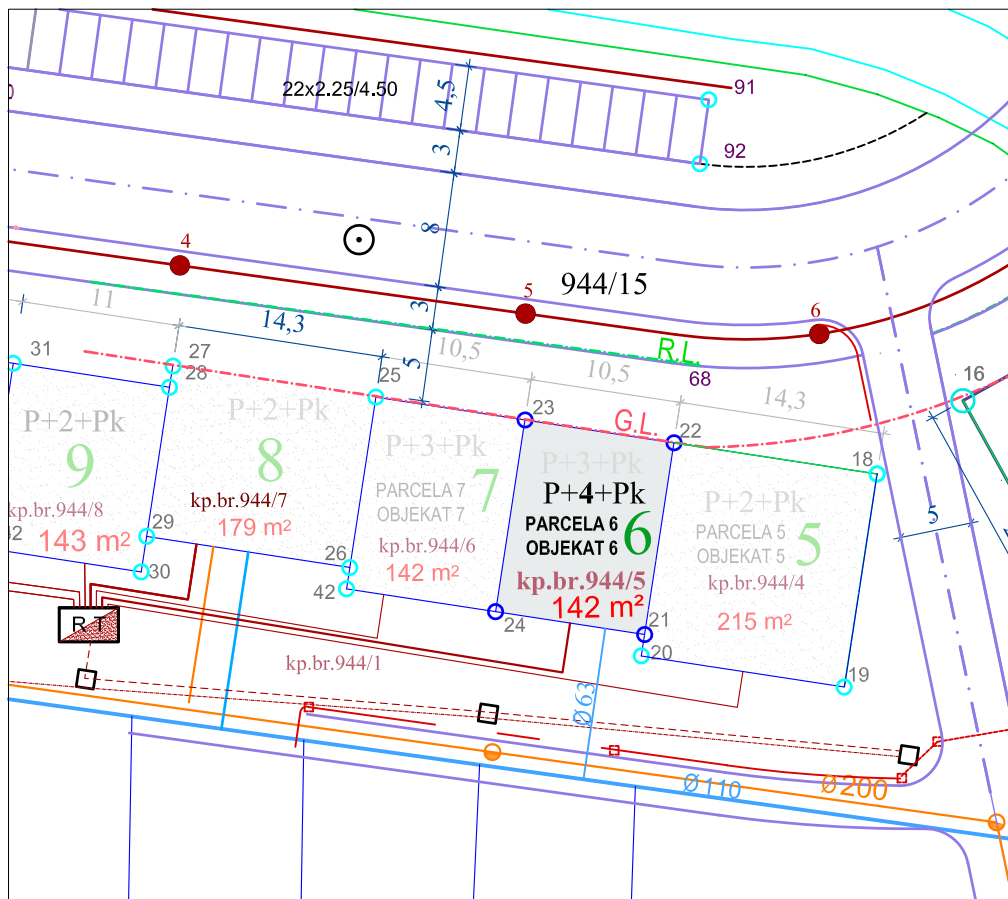 91
22x2.25/4.50
4,5
92
3
8
4
944/15
5
3
6
11
14,3
10,5
R.L.
10,5
68
14,3
5
16
31
27
28
25
23
G.L.
22
18
P+2+Pk
9
kp.br.944/8
143 m²
P+2+Pk
8
kp.br.944/7
179 m²
P+3+Pk
PARCELA 7
OBJEKAT 7
7
kp.br.944/6
142 m²
P+3+Pk
P+4+Pk
PARCELA 6
OBJEKAT 6
6
kp.br.944/5
142 m²
P+2+Pk
PARCELA 5
OBJEKAT 5
5
kp.br.944/4
215 m²
5
29
30
26
42
24
21
20
19
R T
kp.br.944/1
Ø63
Ø110
Ø200